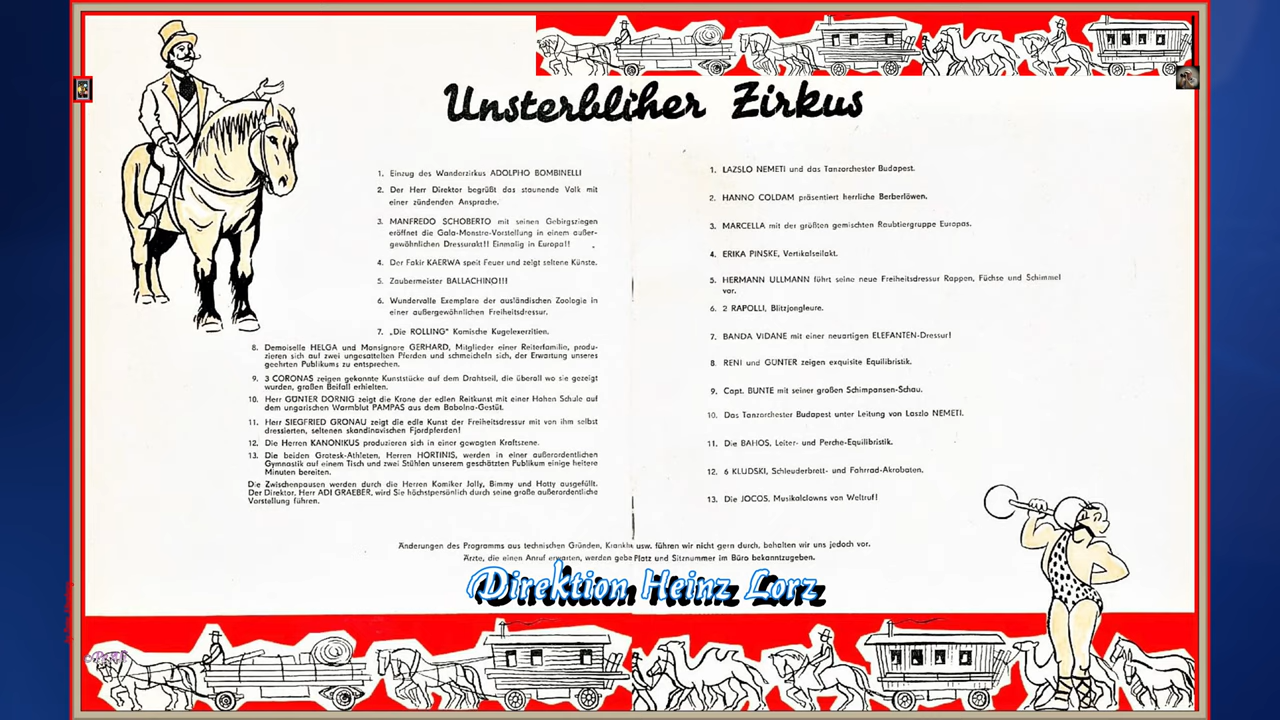 Unsterbliher Zirkus
1. Einzug des Wanderzirkus ADOLPHO BOMBINELLI
2. Der Herr Direktor begrüßt das staunende Volk mit
einer zündenden Ansprache.
3. MANFREDO SCHOBERTO mit seinen Gebirgsziegen
eröffnet die Gala-Monstre-Vorstellung in einem außer-
gewöhnlichen Dressurakt!! Einmalig in Europa!!
4. Der Fakir KAERWA speit Feuer und zeigt seltene Künste.
5. Zaubermeister BALLACHINO!!!
6. Wundervolle Exemplare der ausländischen Zoologie in
einer außergewöhnlichen Freiheitsdressur.
7. „Die ROLLING" Komische Kugelexerzitien.
8. Demoiselle HELGA und Monsignore GERHARD, Mitglieder einer Reiterfamilie, produ-
zieren sich auf zwei ungesattelten Pferden und schmeicheln sich, der Erwartung unseres
geehrten Publikums zu entsprechen.
9. 3 CORONAS zeigen gekonnte Kunststücke auf dem Drahtseil, die überall wo sie gezeigt
wurden, großen Beifall erhielten.
10. Herr GÜNTER DORNIG zeigt die Krone der edlen Reitkunst mit einer Hohen Schule auf
dem ungarischen Warmblut PAMPAS aus dem Babolna-Gestüt.
11. Herr SIEGFRIED GRONAU zeigt die edle Kunst der Freiheitsdressur mit von ihm selbst
dressierten, seltenen skandinavischen Fjordpferden!
12. Die Herren KANONIKUS produzieren sich in einer gewagten Kraftszene.
13. Die beiden Grotesk-Athleten, Herren HORTINIS, werden in einer außerordentlichen
Gymnastik auf einem Tisch und zwei Stühlen unserem geschätzten Publikum einige heitere
Minuten bereiten.
Die Zwischenpausen werden durch die Herren Komiker Jolly, Bimmy und Hotty ausgefüllt.
Der Direktor, Herr ADI GRAEBER, wird Sie höchstpersönlich durch seine große außerordentliche
Vorstellung führen.
1. LAZSLO NEMETI und das Tanzorchester Budapest.
2. HANNO COLDAM präsentiert herrliche Berberlöwen.
3. MARCELLA mit der größten gemischten Raubtiergruppe Europas.
4. ERIKA PINSKE, Vertikalseilakt.
5. HERMANN ULLMANN führt seine neue Freiheitsdressur Rappen, Füchse und Schimmel
vor.
6. 2 RAPOLLI, Blitzjongleure.
7. BANDA VIDANE mit einer neuartigen ELEFANTEN-Dressur!
8. RENI und GÜNTER zeigen exquisite Equilibristik.
9. Capt. BUNTE mit seiner großen Schimpansen-Schau.
10. Das Tanzorchester Budapest unter Leitung von Laszlo NEMETI.
11. Die BAHOS, Leiter- und Perche-Equilibristik.
12. 6 KLUDSKI, Schleuderbrett- und Fahrrad-Akrobaten.
13. Die JOCOS, Musikalclowns von Weltruf!
Änderungen des Programms aus technischen Gründen, Krankh usw. führen wir nicht gern durch, behalten wir uns jedoch vor.
Ärzte, die einen Anruf erwarten, werden gebe Platz und Sitznummer im Büro bekanntzugeben.
Direktion Heinz Lorz